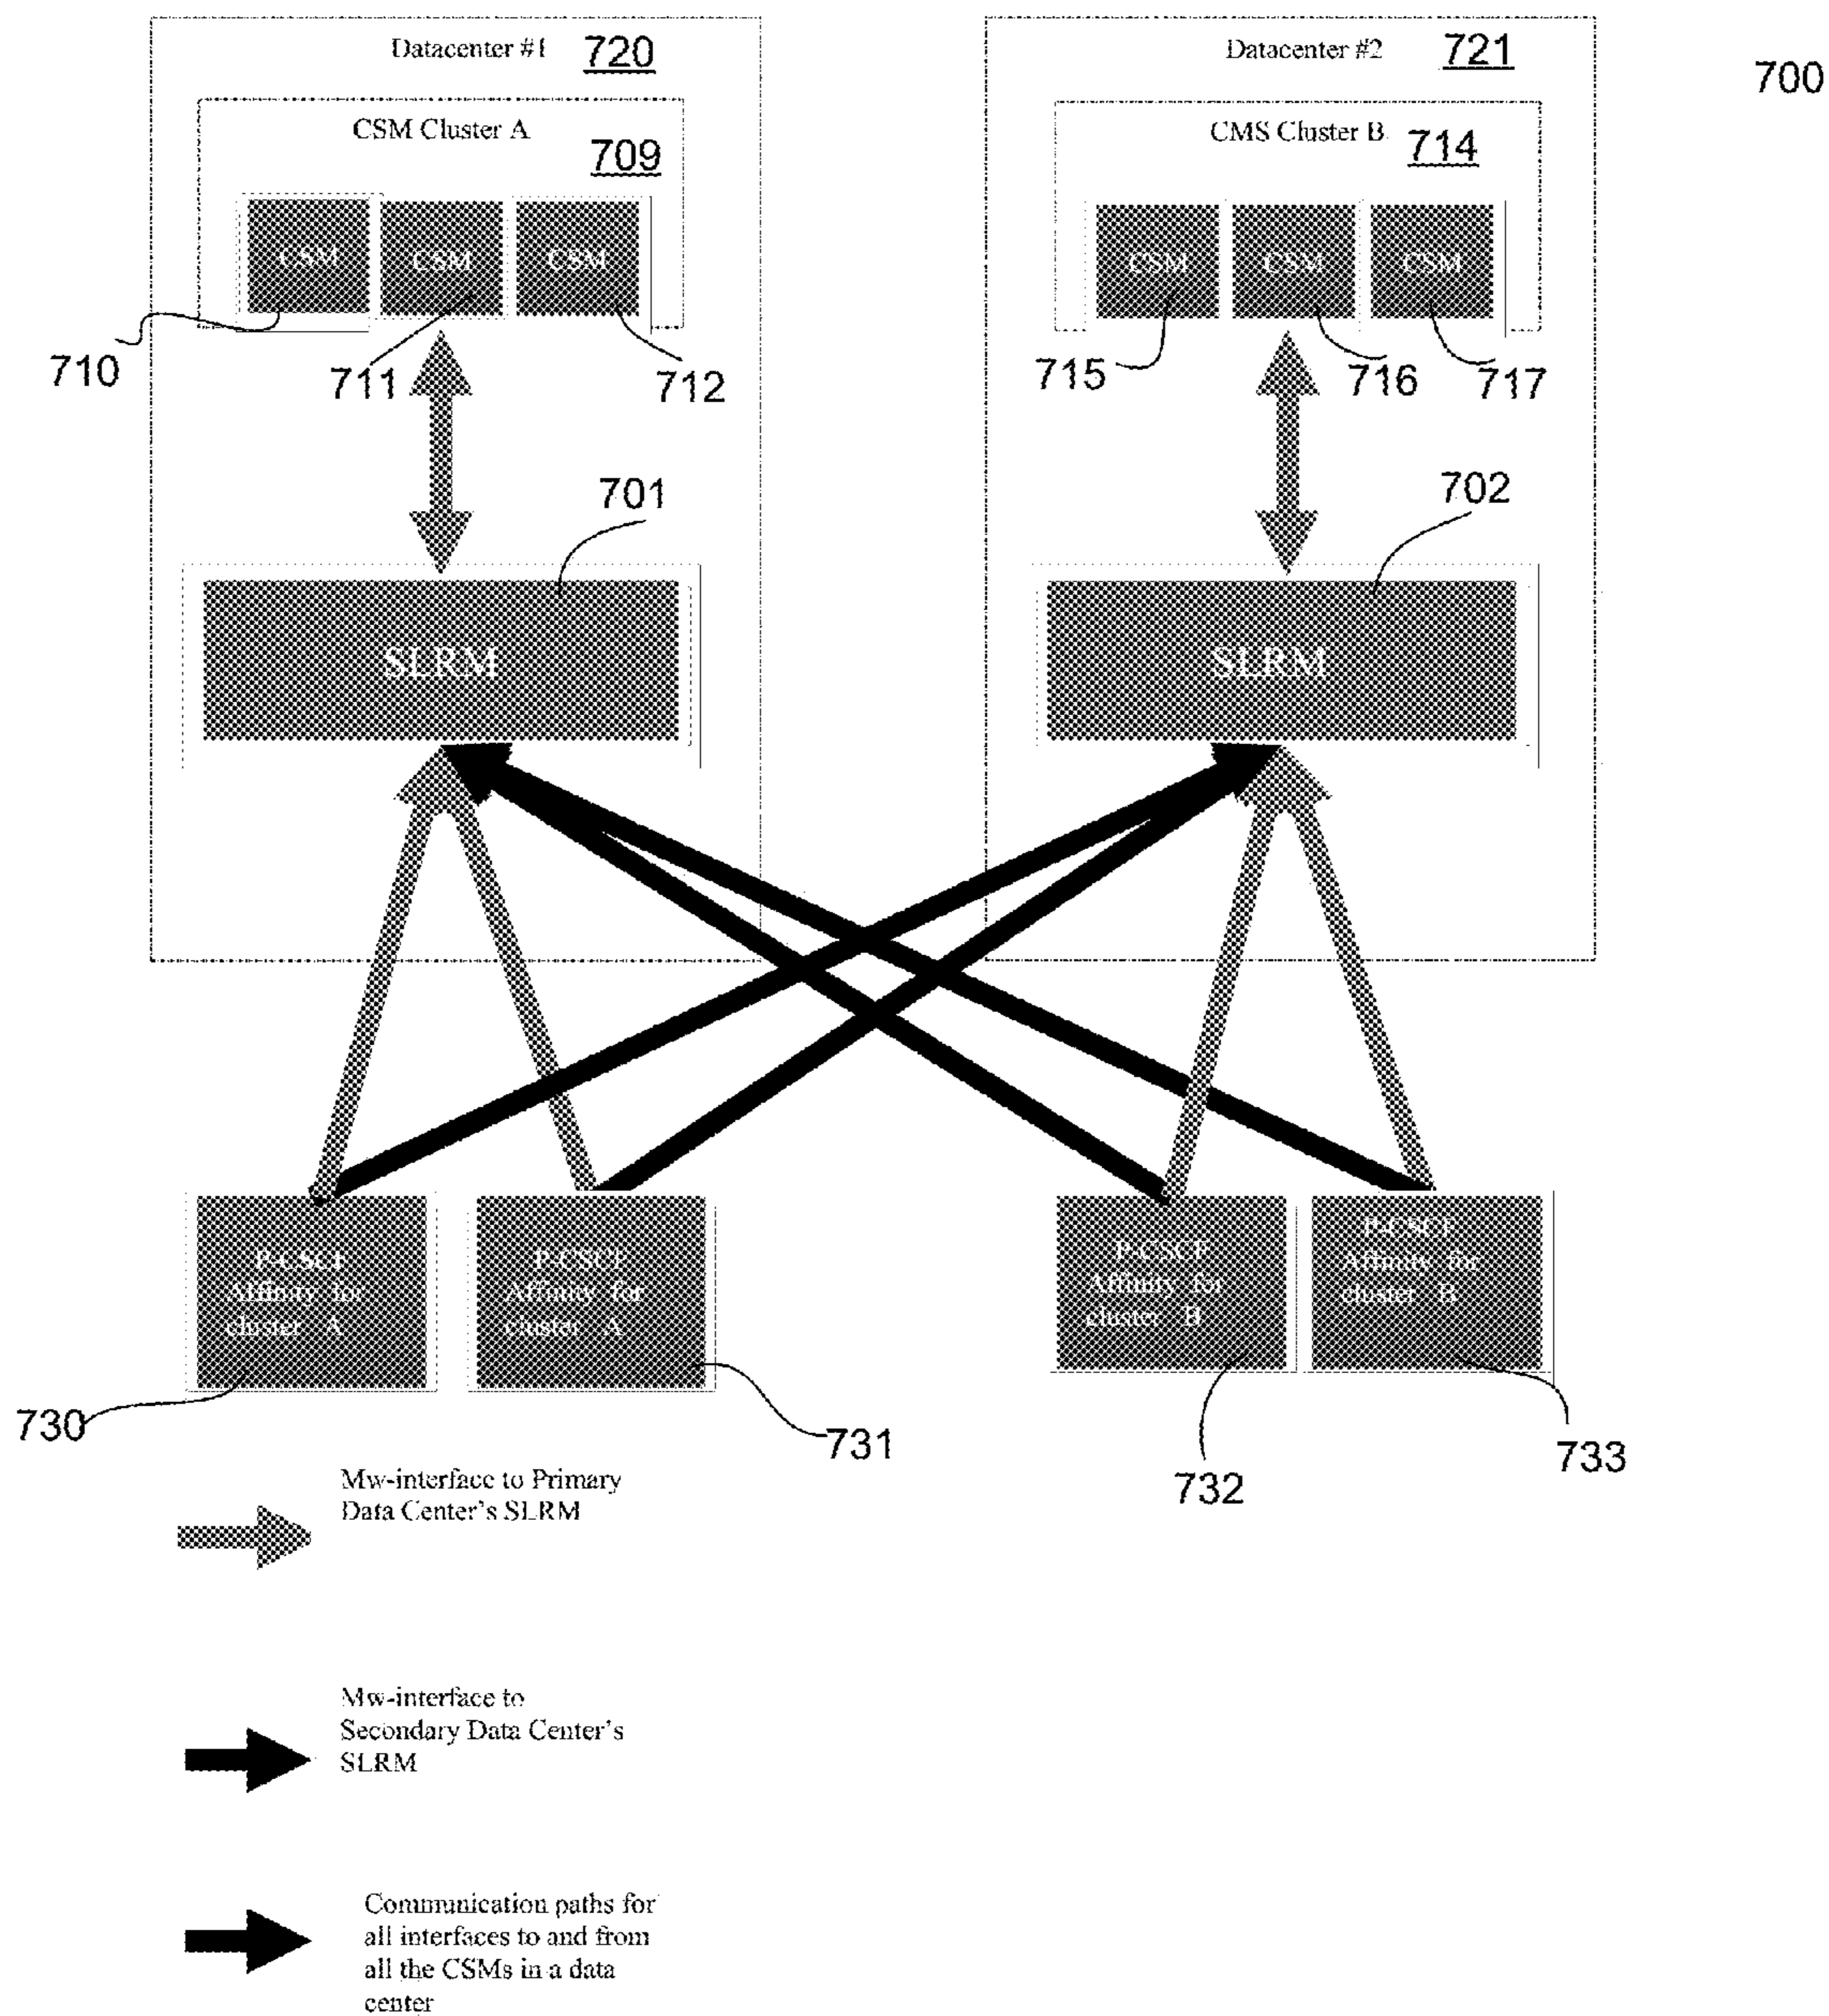 Datacenter #1 720
Datacenter #2 721
700
CSM Cluster A
709
CMS Cluster B
714
CSM CSM CSM
CSM CSM CSM
710 711 712
715 716 717
701
702
SLRM
SLRM
P-CSCF
Affinity for
cluster A
P-CSCF
Affinity for
cluster A
P-CSCF
Affinity for
cluster B
P-CSCF
Affinity for
cluster B
730
731
732
733
Mw-interface to Primary
Data Center's SLRM
Mw-interface to
Secondary Data Center's
SLRM
Communication paths for
all interfaces to and from
all the CSMs in a data
center